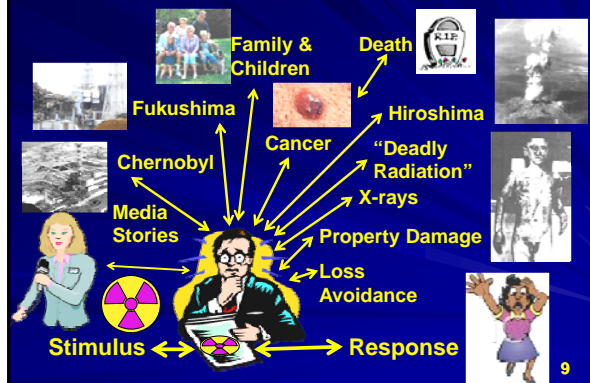 Family &
Children
Death
R.I.P.
Fukushima
Hiroshima
Cancer
Chernobyl
“Deadly
Radiation”
X-rays
Media
Stories
Property Damage
Loss
Avoidance
Stimulus
Response
9